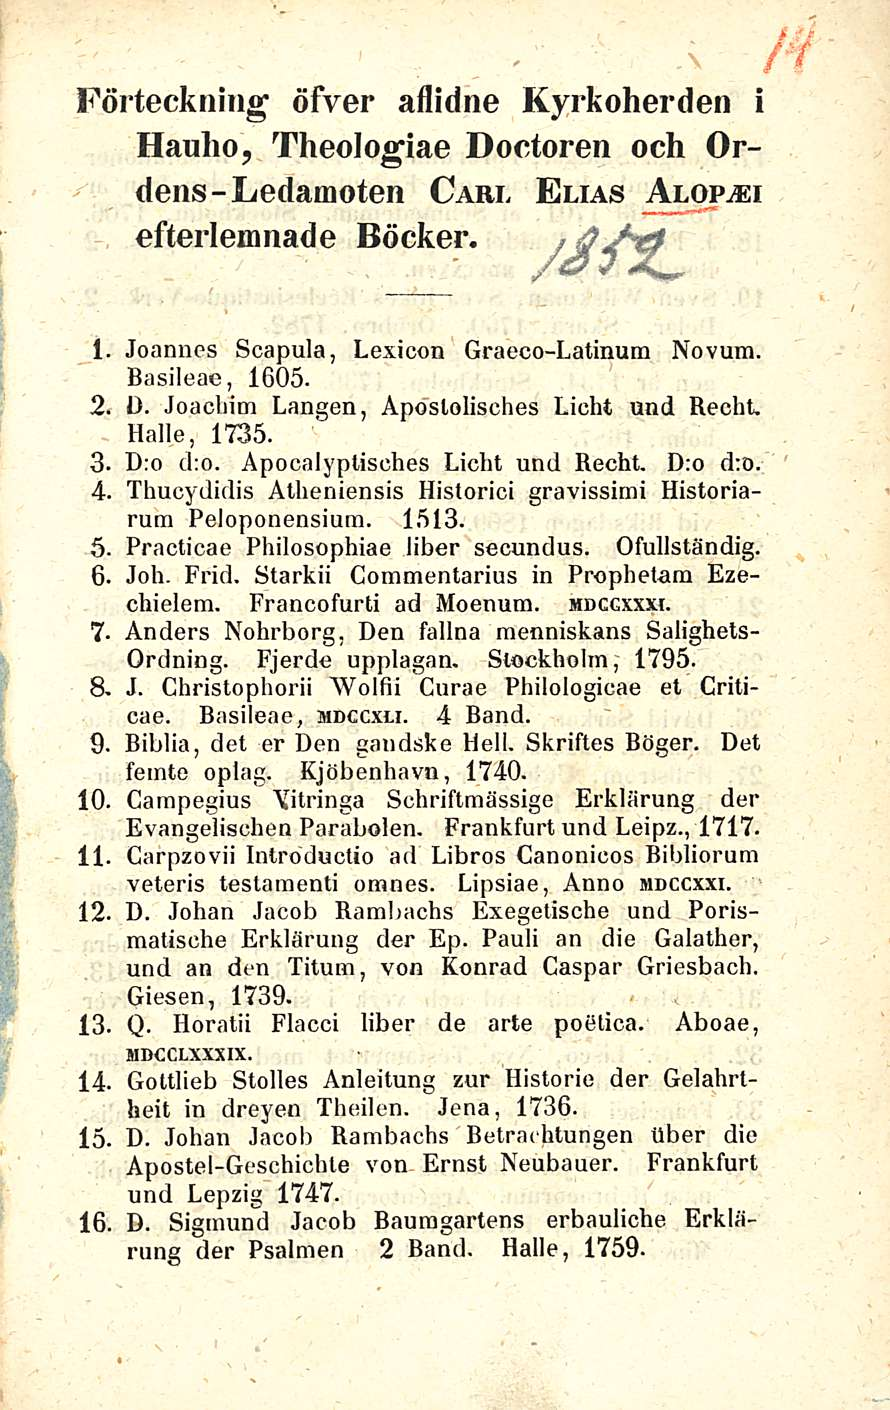 14
Förteckning öfver aflidne Kyrkoherden i
Hauho, Theologiae Doctoren och Or-
dens-Ledamoten CARL ELIAS ALOPÆI
efterlemnade Böcker.
1852
1. Joannes Scapula, Lexicon Graeco-Latinum Novum.
Basileae, 1605.
2. D. Joachim Langen, Apostolisches Licht und Recht.
Halle, 1735.
3. D:o d:o. Apocalyptisches Licht und Recht. D:o d:o.
4. Thucydidis Atheniensis Historici gravissimi Historia-
rum Peloponensium. 1513.
5. Practicae Philosophiae liber secundus. Ofullständig.
6. Joh. Frid. Starkii Commentarius in Prophetam Eze-
chielem. Francofurti ad Moenum. MDCCXXXI.
7. Anders Nohrborg, Den fallna menniskans Salighets-
Ordning. Fjerde upplagan. Stockholm, 1795.
8. J. Christophorii Wolfii Curae Philologicae et Criti-
cae. Basileae, MDCCXLI. 4 Band.
9. Biblia, det er Den gandske Hell. Skriftes Böger. Det
femte oplag. Kjöbenhavn, 1740.
10. Campegius Vitringa Schriftmässige Erklärung der
Evangelischen Parabolen. Frankfurt und Leipz., 1717.
11. Carpzovii Introductio ad Libros Canonicos Bibliorum
veteris testamenti omnes. Lipsiae, Anno MDCCXXI.
12. D. Johan Jacob Rambachs Exegetische und Poris-
matische Erklärung der Ep. Pauli an die Galather,
und an den Titum, von Konrad Caspar Griesbach.
Giesen, 1739.
13. Q. Horatii Flacci liber de arte poëtica. Aboae,
MDCCLXXXIX.
14. Gottlieb Stolles Anleitung zur Historie der Gelahrt-
heit in dreyen Theilen. Jena, 1736.
15. D. Johan Jacob Rambachs Betrachtungen über die
Apostel-Geschichte von Ernst Neubauer. Frankfurt
und Lepzig 1747.
16. D. Sigmund Jacob Baumgartens erbauliche Erklä-
rung der Psalmen 2 Band. Halle, 1759.